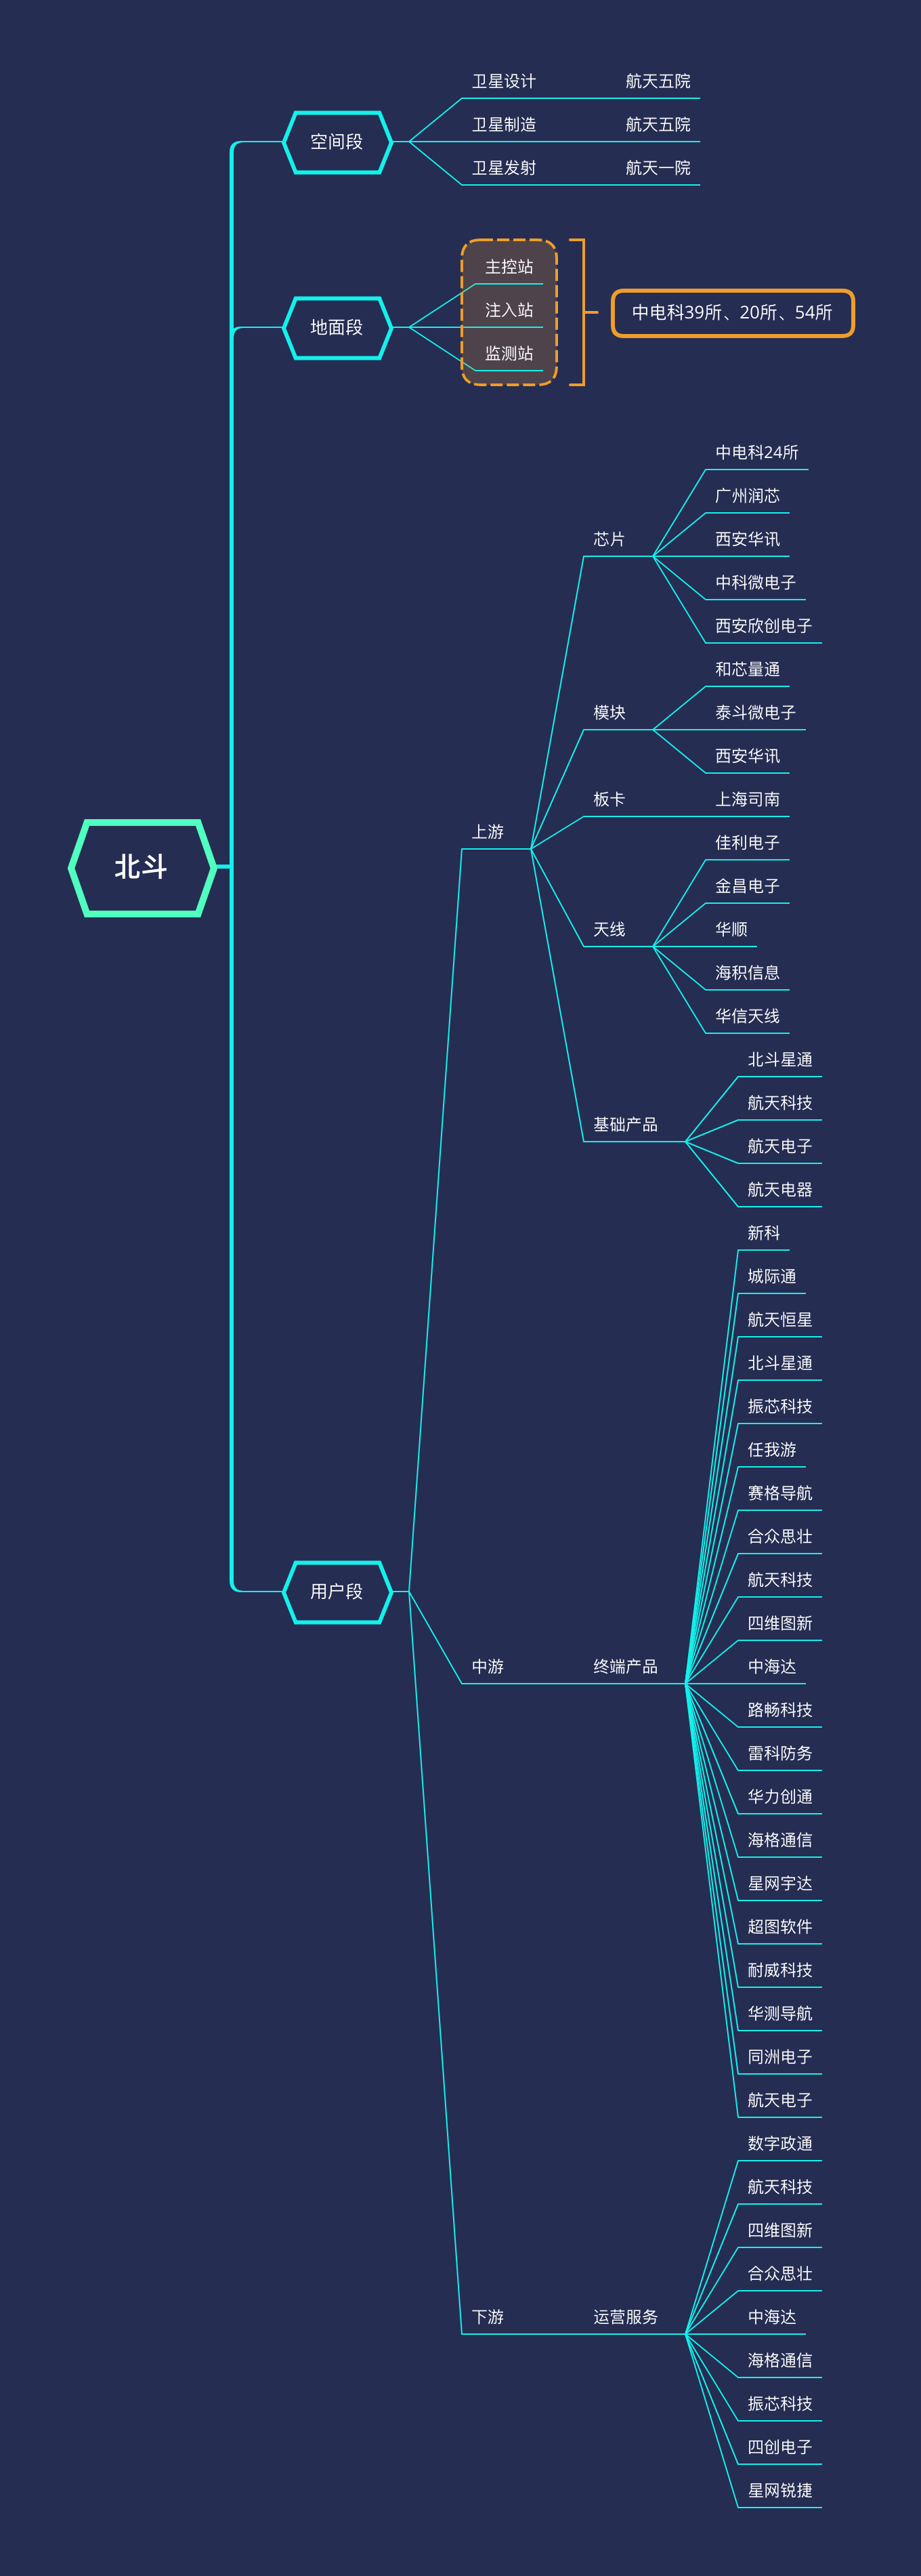 北斗
空间段
卫星设计 航天五院
卫星制造 航天五院
卫星发射 航天一院
地面段
主控站
注入站
监测站
中电科39所、20所、54所
用户段
上游
芯片
中电科24所
广州润芯
西安华讯
中科微电子
西安欣创电子
模块
和芯量通
泰斗微电子
西安华讯
板卡 上海司南
天线
佳利电子
金昌电子
华顺
海积信息
华信天线
基础产品
北斗星通
航天科技
航天电子
航天电器
中游 终端产品
新科
城际通
航天恒星
北斗星通
振芯科技
任我游
赛格导航
合众思壮
航天科技
四维图新
中海达
路畅科技
雷科防务
华力创通
海格通信
星网宇达
超图软件
耐威科技
华测导航
同洲电子
航天电子
下游 运营服务
数字政通
航天科技
四维图新
合众思壮
中海达
海格通信
振芯科技
四创电子
星网锐捷